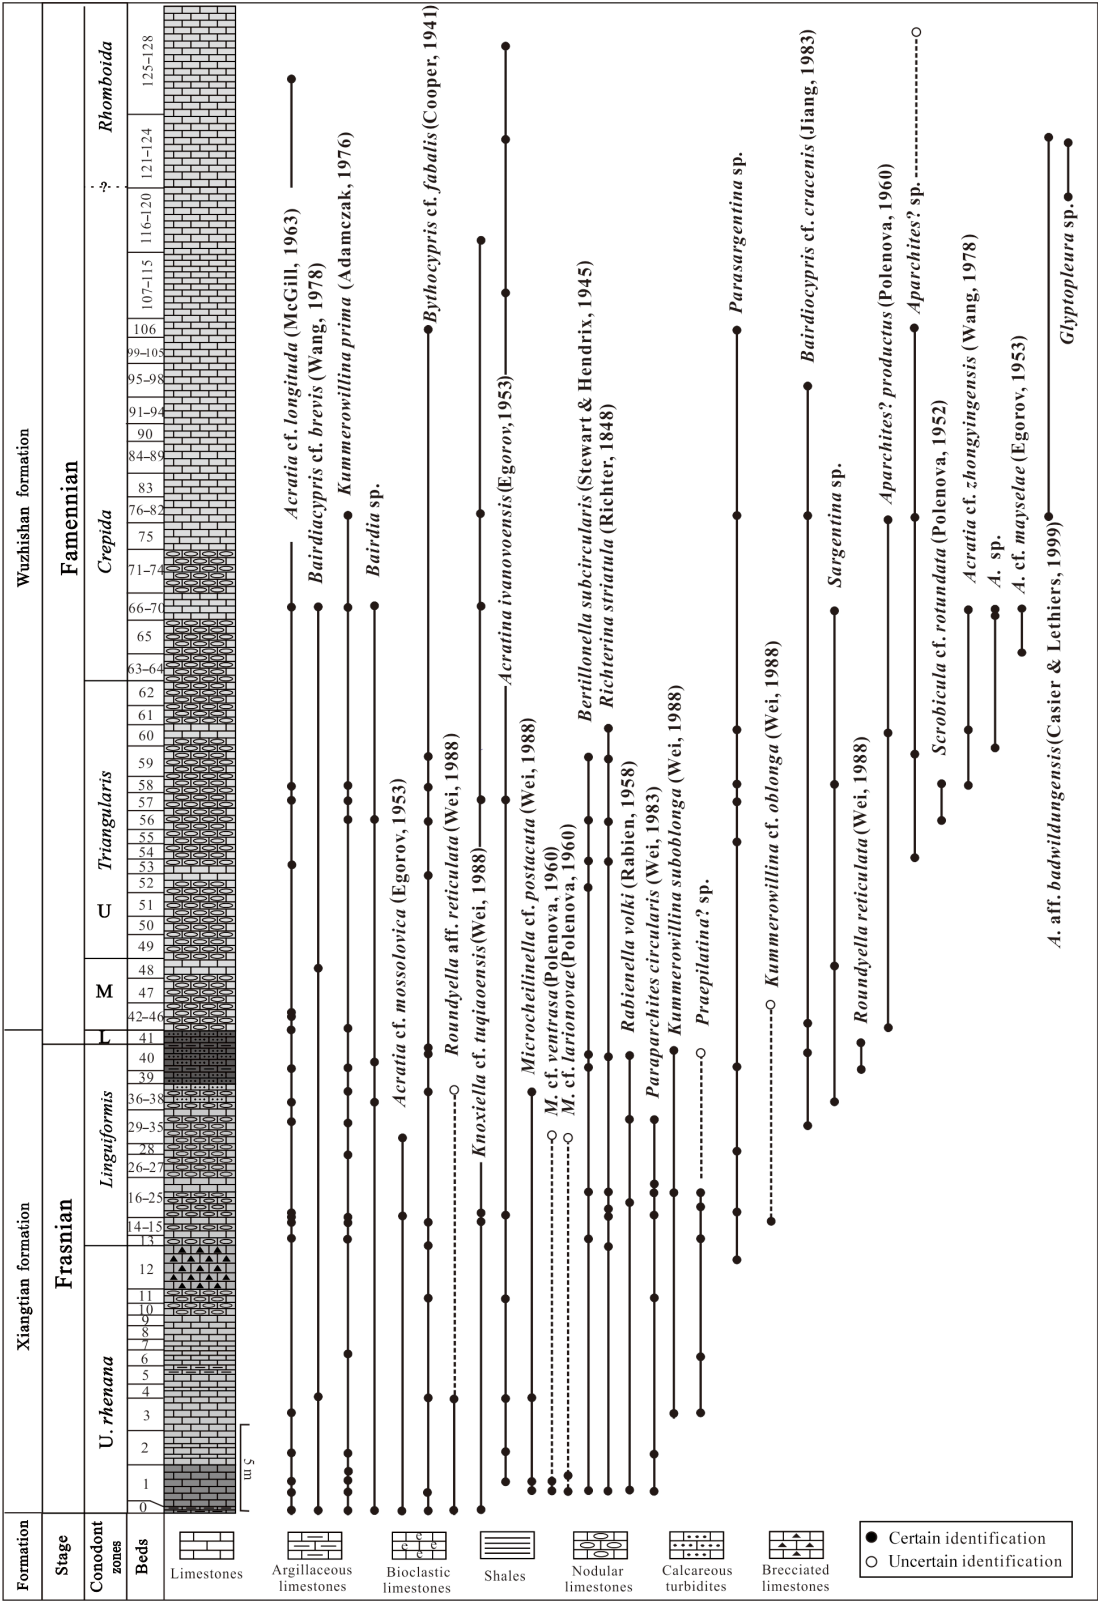 Wuzhishan formation
Xiangtian formation
Formation
Famennian
Frasnian
Stage
Rhomboida
?
Crepida
Triangularis
U
M
L
Linguiformis
U. rhenana
Conodont
zones
125–128
121–124
116–120
107–115
106
99–105
95–98
91–94
90
84–89
83
76–82
75
71–74
66–70
65
63–64
62
61
60
59
58
57
56
55
54
53
52
51
50
49
48
47
42–46
41
40
39
36–38
29–35
28
26–27
16–25
14–15
13
12
11
10
9
8
7
6
5
4
3
2
1
0
Beds
5 m
Acratia cf. longituda (McGill, 1963)
Bairdiacypris cf. brevis (Wang, 1978)
Kummerowillina prima (Adamczak, 1976)
Bairdia sp.
Acratia cf. mossolovica (Egorov, 1953)
Bythocypris cf. fabalis (Cooper, 1941)
Roundyella aff. reticulata (Wei, 1988)
Knoxiella cf. tuqiaoensis (Wei, 1988)
Acratina ivanovoensis (Egorov, 1953)
Microcheilinella cf. postacuta (Wei, 1988)
M. cf. ventrasa (Polenova, 1960)
M. cf. larionovae (Polenova, 1960)
Bertillonella subcircularis (Stewart & Hendrix, 1945)
Richterina striatula (Richter, 1848)
Rabienella volki (Rabien, 1958)
Paraparchites circularis (Wei, 1983)
Kummerowillina suboblonga (Wei, 1988)
Praepilatina? sp.
Parasargentina sp.
Kummerowillina cf. oblonga (Wei, 1988)
Bairdiocypris cf. cracenis (Jiang, 1983)
Sargentina sp.
Roundyella reticulata (Wei, 1988)
Aparchites? productus (Polenova, 1960)
Aparchites? sp.
Scrobicula cf. rotundata (Polenova, 1952)
Acratia cf. zhongyingensis (Wang, 1978)
A. sp.
A. cf. mayselae (Egorov, 1953)
A. aff. badwildungensis (Casier & Lethiers, 1999)
Glyptopleura sp.
Limestones
Argillaceous
limestones
Bioclastic
limestones
Shales
Nodular
limestones
Calcareous
turbidites
Brecciated
limestones
Certain identification
Uncertain identification